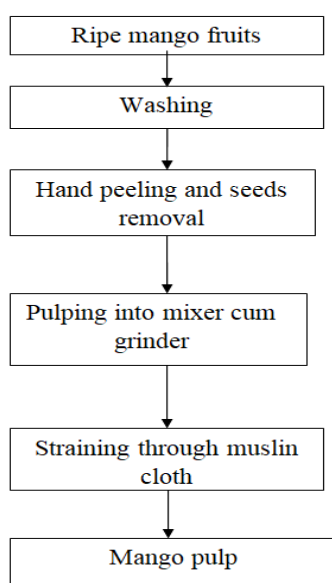 Ripe mango fruits
Washing
Hand peeling and seeds
removal
Pulping into mixer cum
grinder
Straining through muslin
cloth
Mango pulp